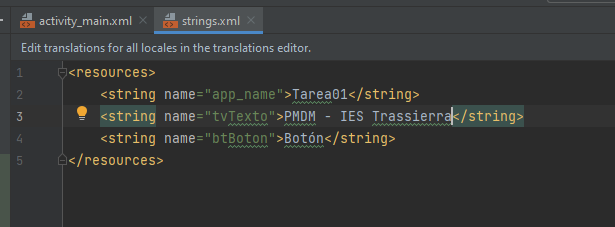 activity_main.xml strings.xml
Edit translations for all locales in the translations editor.
1 <resources>
2 <string name="app_name">Tarea01</string>
3 <string name="tvTexto">PMDM - IES Trassierra</string>
4 <string name="btBoton">Botón</string>
5 </resources>